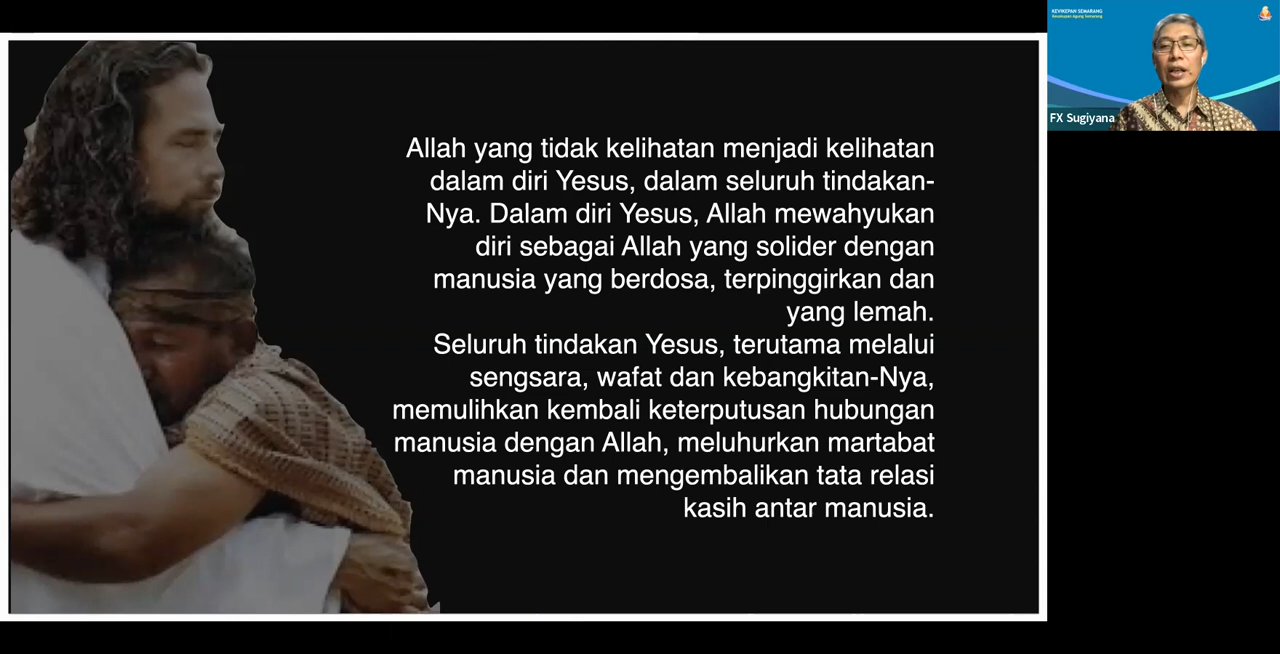 Allah yang tidak kelihatan menjadi kelihatan
dalam diri Yesus, dalam seluruh tindakan-
Nya. Dalam diri Yesus, Allah mewahyukan
diri sebagai Allah yang solider dengan
manusia yang berdosa, terpinggirkan dan
yang lemah.
Seluruh tindakan Yesus, terutama melalui
sengsara, wafat dan kebangkitan-Nya,
memulihkan kembali keterputusan hubungan
manusia dengan Allah, meluhurkan martabat
manusia dan mengembalikan tata relasi
kasih antar manusia.
KEVIKEPAN SEMARANG
Keuskupan Agung Semarang
FX Sugiyana